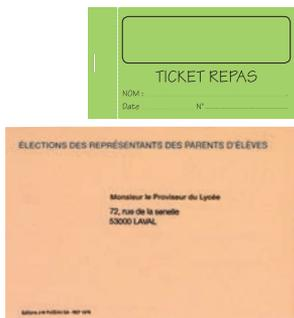 TICKET REPAS
NOM :
Date N°
ÉLECTIONS DES REPRÉSENTANTS DES PARENTS D'ÉLÈVES
Monsieur le Proviseur du Lycée
72, rue de la senelle
53000 LAVAL